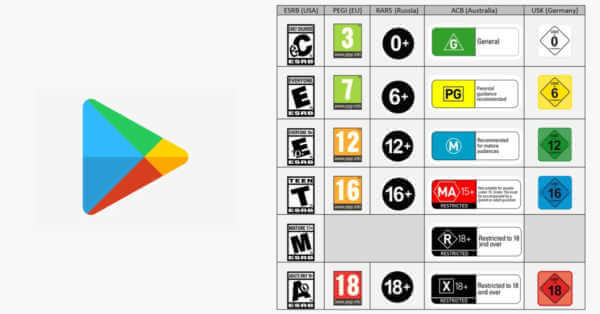 ESRB (USA) PEGI (EU) RARS (Russia) ACB (Australia) USK (Germany)
C ESRB 3 www.pegi.info 0+ G General 0
EVERYONE E ESRB 7 www.pegi.info 6+ PG Parental guidance recommended 6
EVERYONE 10+ E ESRB 12 www.pegi.info 12+ M Recommended for mature audiences 12
TEEN T ESRB 16 www.pegi.info 16+ MA 15+ RESTRICTED 16
MATURE 17+ M ESRB R 18+ RESTRICTED Restricted to 18 and over
ADULTS ONLY 18+ A ESRB 18 www.pegi.info 18+ X 18+ RESTRICTED Restricted to 18 and over 18